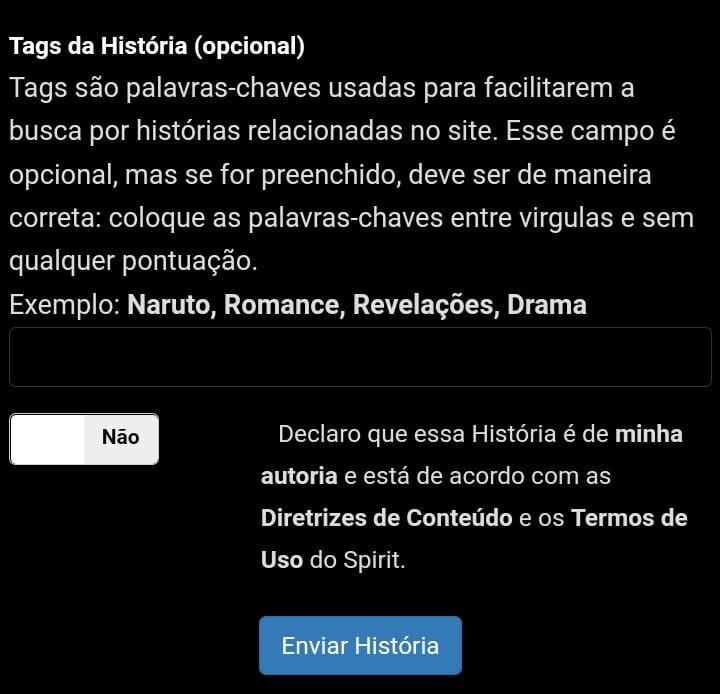 Tags da História (opcional)
Tags são palavras-chaves usadas para facilitarem a
busca por histórias relacionadas no site. Esse campo é
opcional, mas se for preenchido, deve ser de maneira
correta: coloque as palavras-chaves entre virgulas e sem
qualquer pontuação.
Exemplo: Naruto, Romance, Revelações, Drama
Não
Declaro que essa História é de minha
autoria e está de acordo com as
Diretrizes de Conteúdo e os Termos de
Uso do Spirit.
Enviar História